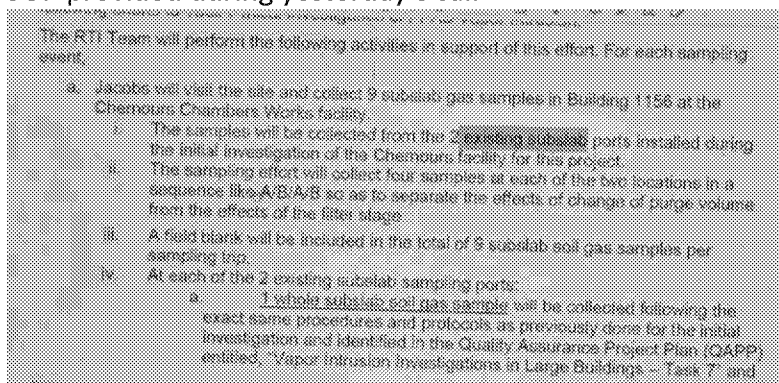 provided during yesterday's call
The RTI Team will perform the following activities in support of this effort. For each sampling
event,
a. Jacobs will visit the site and collect 9 subslab gas samples in Building 1156 at the
Chemours Chambers Works facility.
i. The samples will be collected from the 2 existing subslab ports installed during
the initial investigation of the Chemours facility for this project.
ii. The sampling effort will collect four samples at each of the two locations in a
sequence like A/B/A/B so as to separate the effects of change of purge volume
from the effects of the filter stage
iii. A field blank will be included in the total of 9 subslab soil gas samples per
sampling trip.
iv. At each of the 2 existing subslab sampling ports:
a 1 whole subslab soil gas sample will be collected following the
exact same procedures and protocols as previously done for the initial
investigation and identified in the Quality Assurance Project Plan (QAPP)
entitled, "Vapor Intrusion Investigations in Large Buildings – Task 7" and